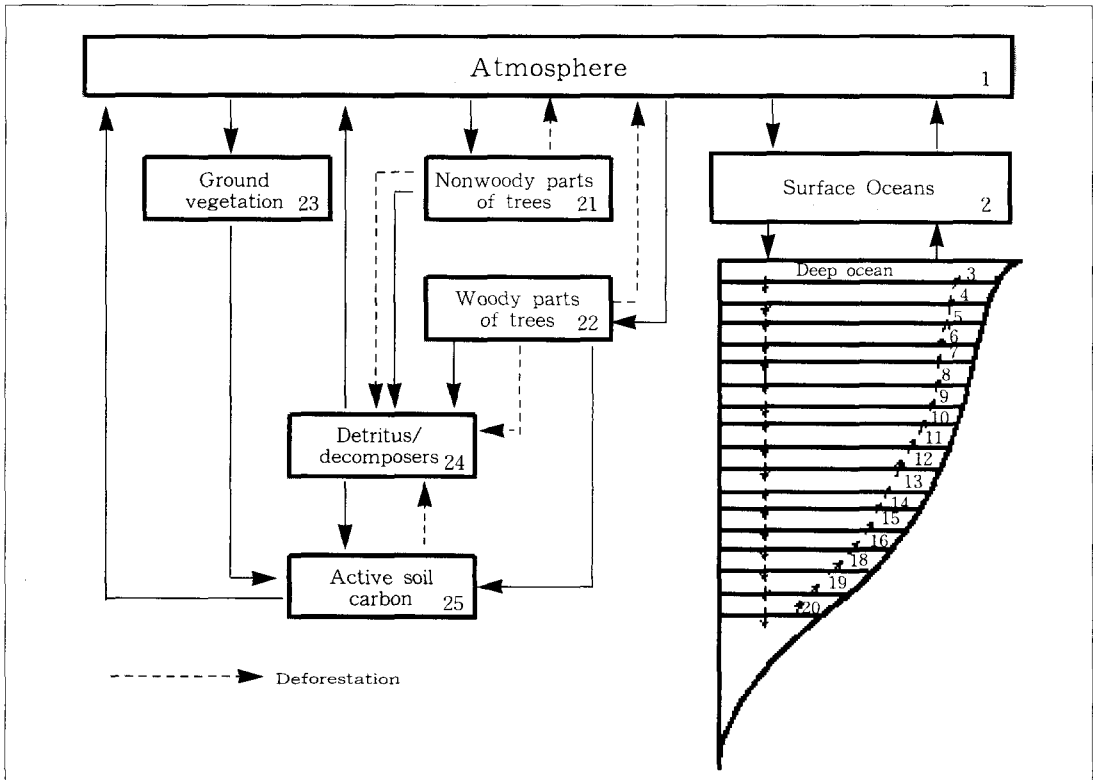 Atmosphere
1
Ground
vegetation 23
Nonwoody parts
of trees 21
Surface Oceans
2
Woody parts
of trees 22
Deep ocean
3
4
5
6
7
8
9
10
11
12
13
14
15
16
18
19
20
Detritus/
decomposers 24
Active soil
carbon 25
Deforestation